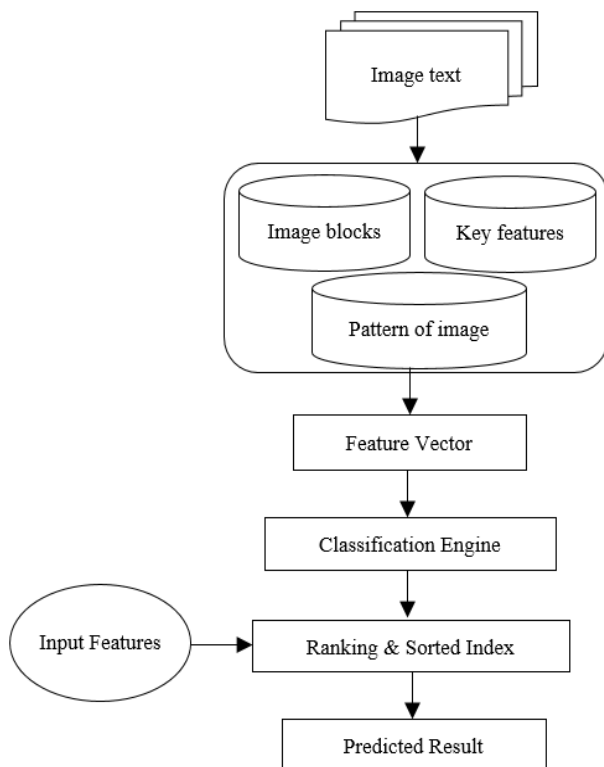 Image text
Image blocks
Key features
Pattern of image
Feature Vector
Classification Engine
Input Features
Ranking & Sorted Index
Predicted Result